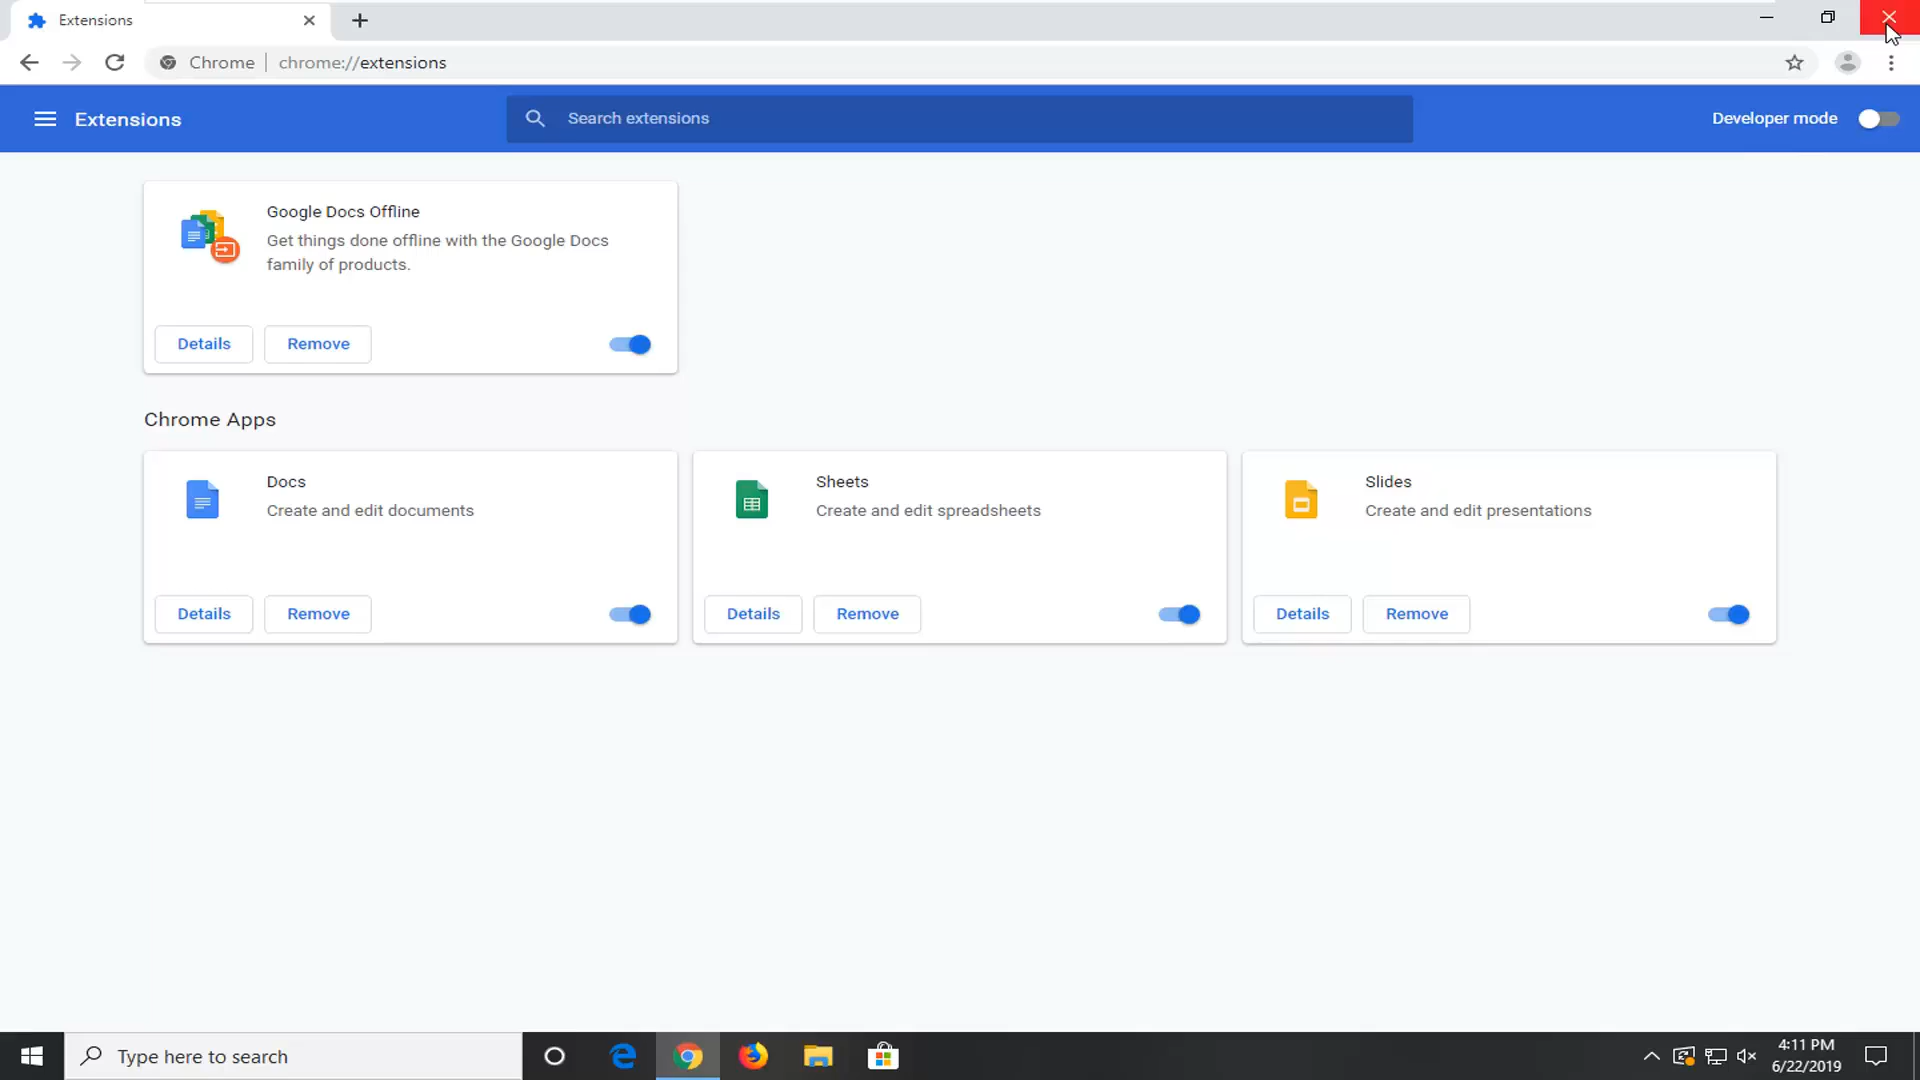 Extensions
Chrome
chrome://extensions
Extensions
Search extensions
Developer mode
Google Docs Offline
Get things done offline with the Google Docs
family of products.
Details
Remove
Chrome Apps
Docs
Create and edit documents
Details
Remove
Sheets
Create and edit spreadsheets
Details
Remove
Slides
Create and edit presentations
Details
Remove
Type here to search
4:11 PM
6/22/2019